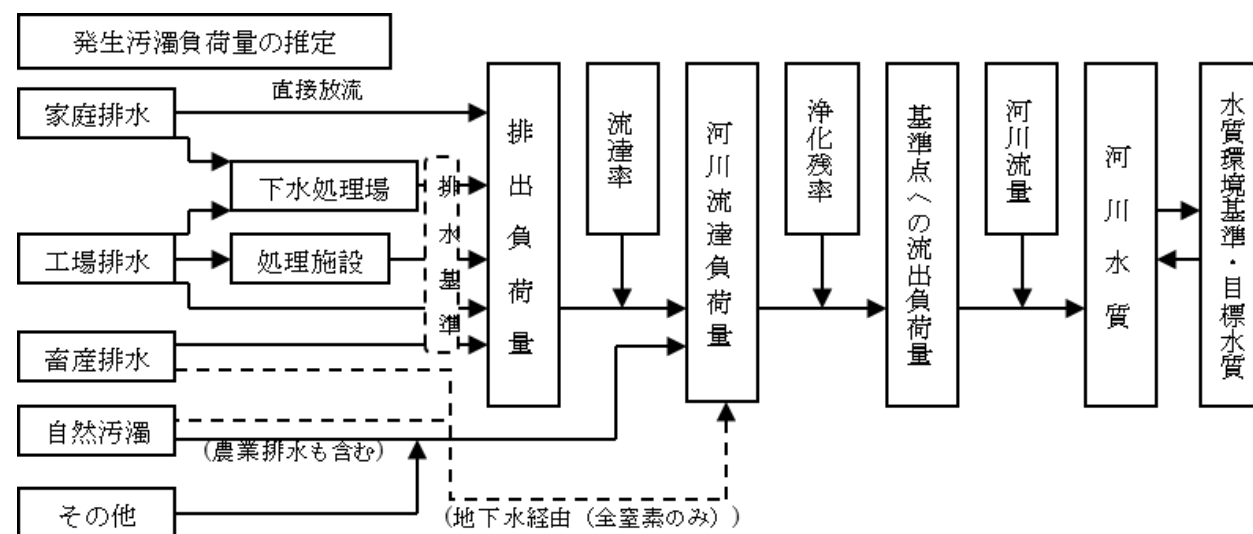 発生汚濁負荷量の推定
直接放流
家庭排水
下水処理場
工場排水
処理施設
畜産排水
自然汚濁
(農業排水も含む)
その他
(地下水経由（全窒素のみ）)
排水基準
排出負荷量
流達率
河川流達負荷量
浄化残率
基準点への流出負荷量
河川流量
河川水質
水質環境基準・目標水質